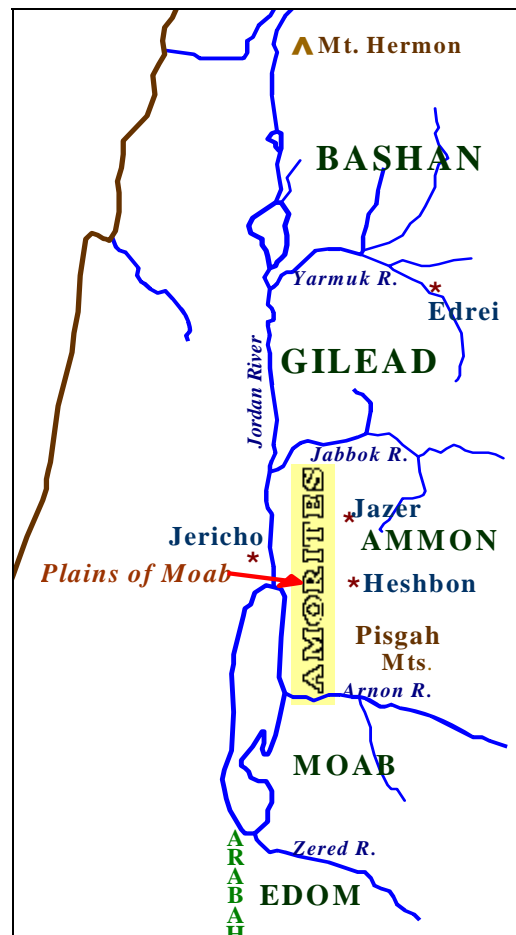 Mt. Hermon
BASHAN
Yarmuk R.
Edrei
GILEAD
Jordan River
Jabbok R.
AMORITES
Jazer
Jericho
AMMON
Plains of Moab
Heshbon
Pisgah
Mts.
Arnon R.
MOAB
Zered R.
ARABAH
EDOM